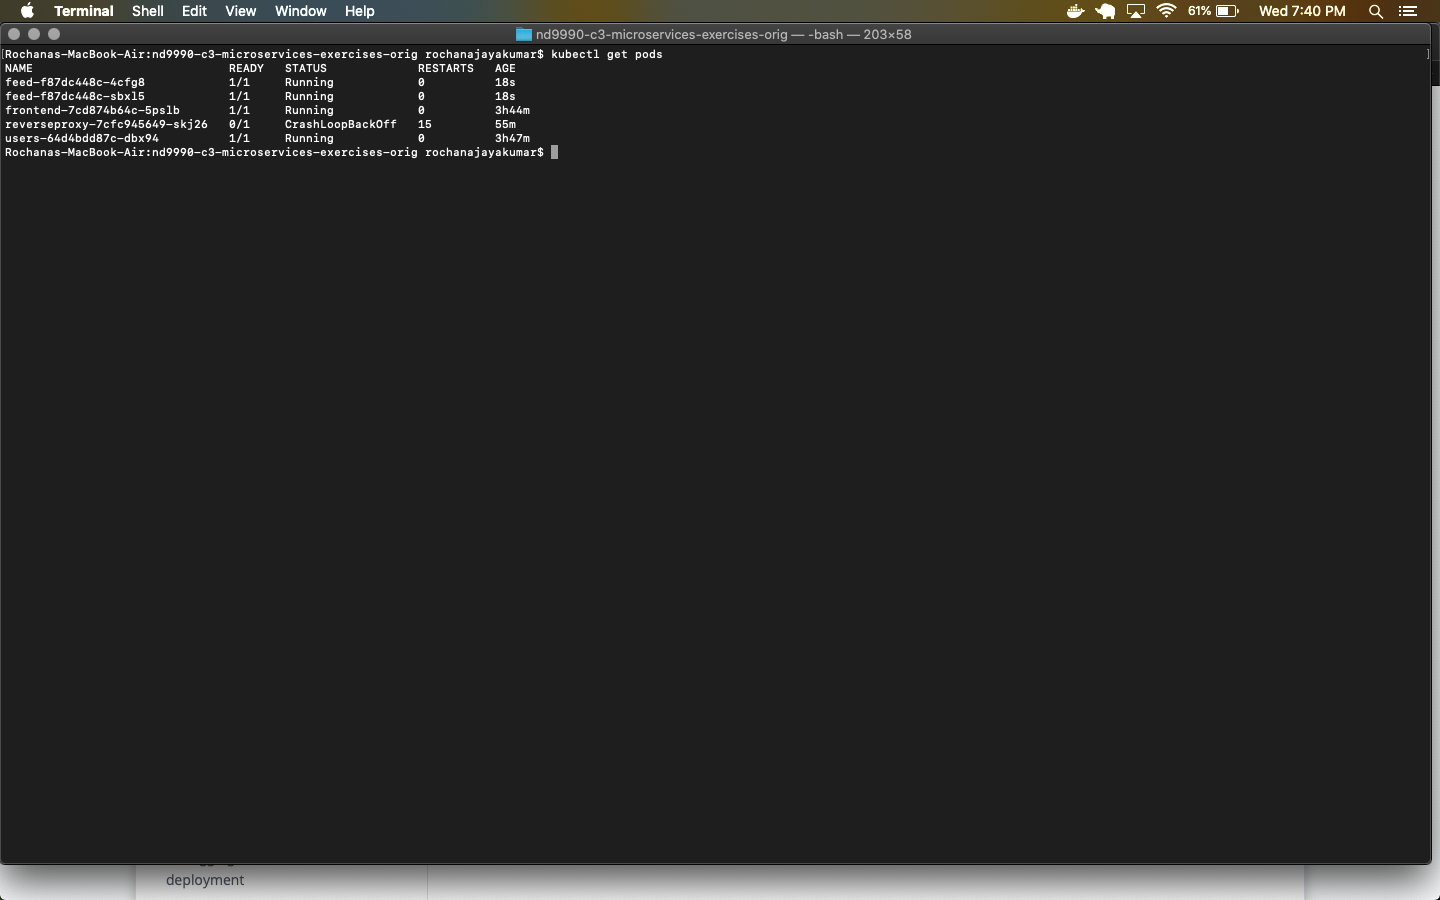 Terminal Shell Edit View Window Help 61% Wed 7:40 PM
nd9990-c3-microservices-exercises-orig — -bash — 203×58
[Rochanas-MacBook-Air:nd9990-c3-microservices-exercises-orig rochanajayakumar$ kubectl get pods ]
NAME READY STATUS RESTARTS AGE
feed-f87dc448c-4cfg8 1/1 Running 0 18s
feed-f87dc448c-sbxl5 1/1 Running 0 18s
frontend-7cd874b64c-5pslb 1/1 Running 0 3h44m
reverseproxy-7cfc945649-skj26 0/1 CrashLoopBackOff 15 55m
users-64d4bdd87c-dbx94 1/1 Running 0 3h47m
Rochanas-MacBook-Air:nd9990-c3-microservices-exercises-orig rochanajayakumar$
deployment